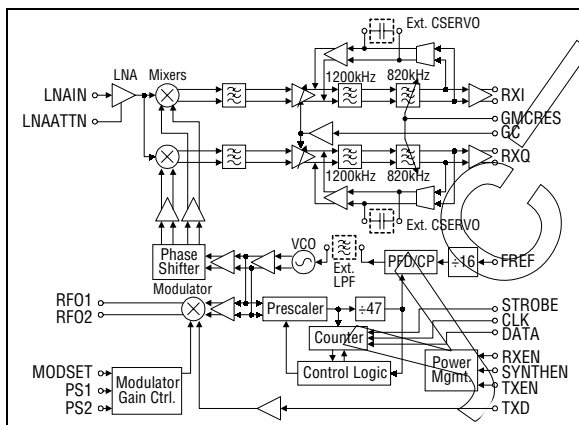 Ext. CSERVO
LNA Mixers
LNAIN
LNAATTN
1200kHz 820kHz
RXI
GMCRES
GC
RXQ
1200kHz 820kHz
Ext. CSERVO
Phase Shifter
VCO
Ext. LPF
PFD/CP
÷16
FREF
Modulator
RFO1
RFO2
Prescaler
÷47
STROBE
CLK
DATA
Counter
Control Logic
Power Mgmt.
RXEN
SYNTHEN
TXEN
MODSET
PS1
PS2
Modulator Gain Ctrl.
TXD